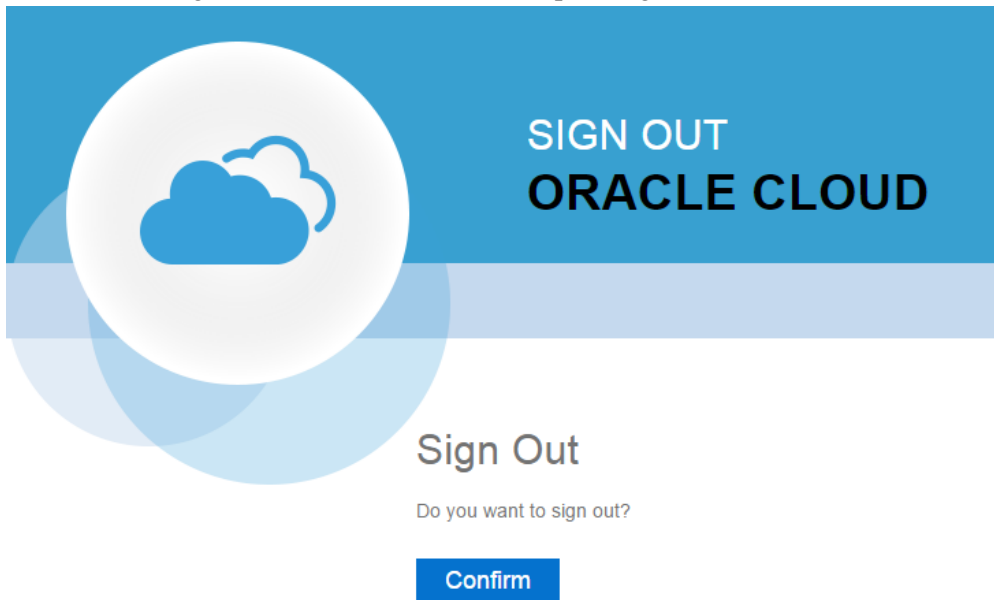 SIGN OUT
ORACLE CLOUD
Sign Out
Do you want to sign out?
Confirm